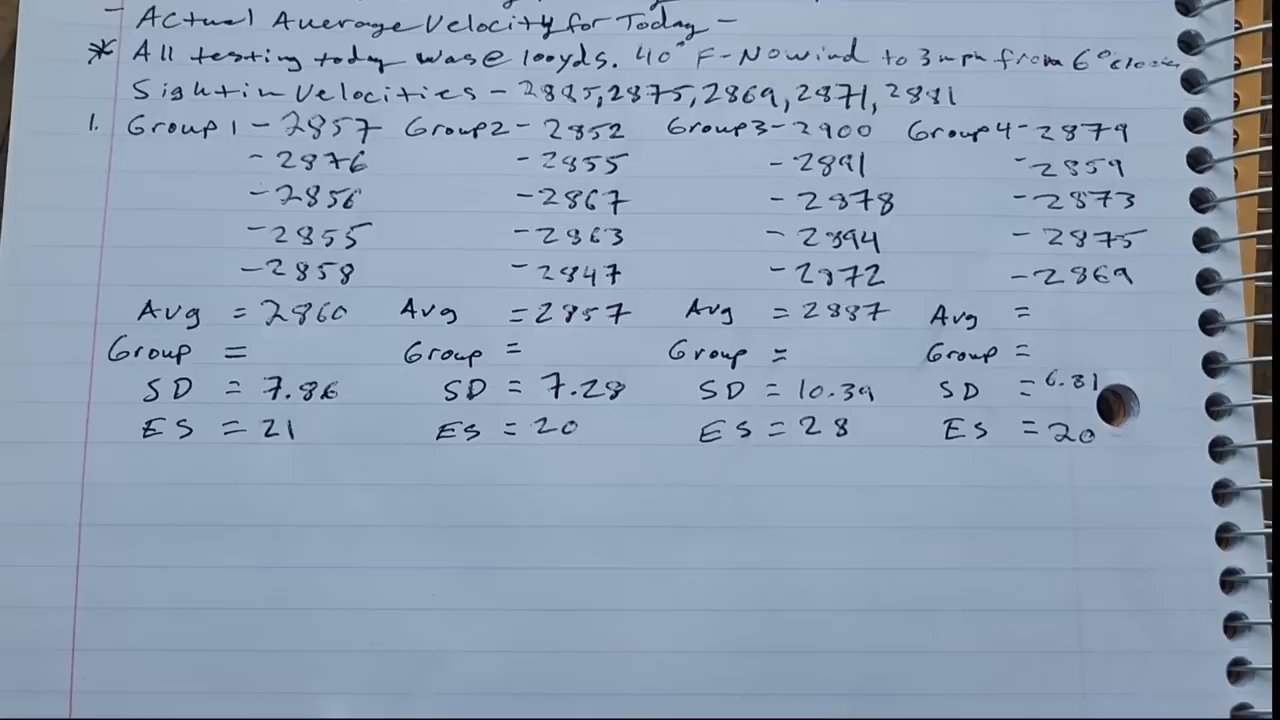 - Actual Average Velocity for Today -
* All testing today was @ 100yds. 40° F - No wind to 3 mph from 6 o'clock
Sight in Velocities - 2885, 2875, 2869, 2871, 2881
1. Group 1 - 2857 Group 2 - 2852 Group 3 - 2900 Group 4 - 2879
- 2876 - 2855 - 2891 - 2859
- 2856 - 2867 - 2878 - 2873
- 2855 - 2863 - 2894 - 2875
- 2858 - 2847 - 2872 - 2869
Avg = 2860 Avg = 2857 Avg = 2887 Avg =
Group = Group = Group = Group =
SD = 7.86 SD = 7.28 SD = 10.39 SD = 6.81
ES = 21 ES = 20 ES = 28 ES = 20